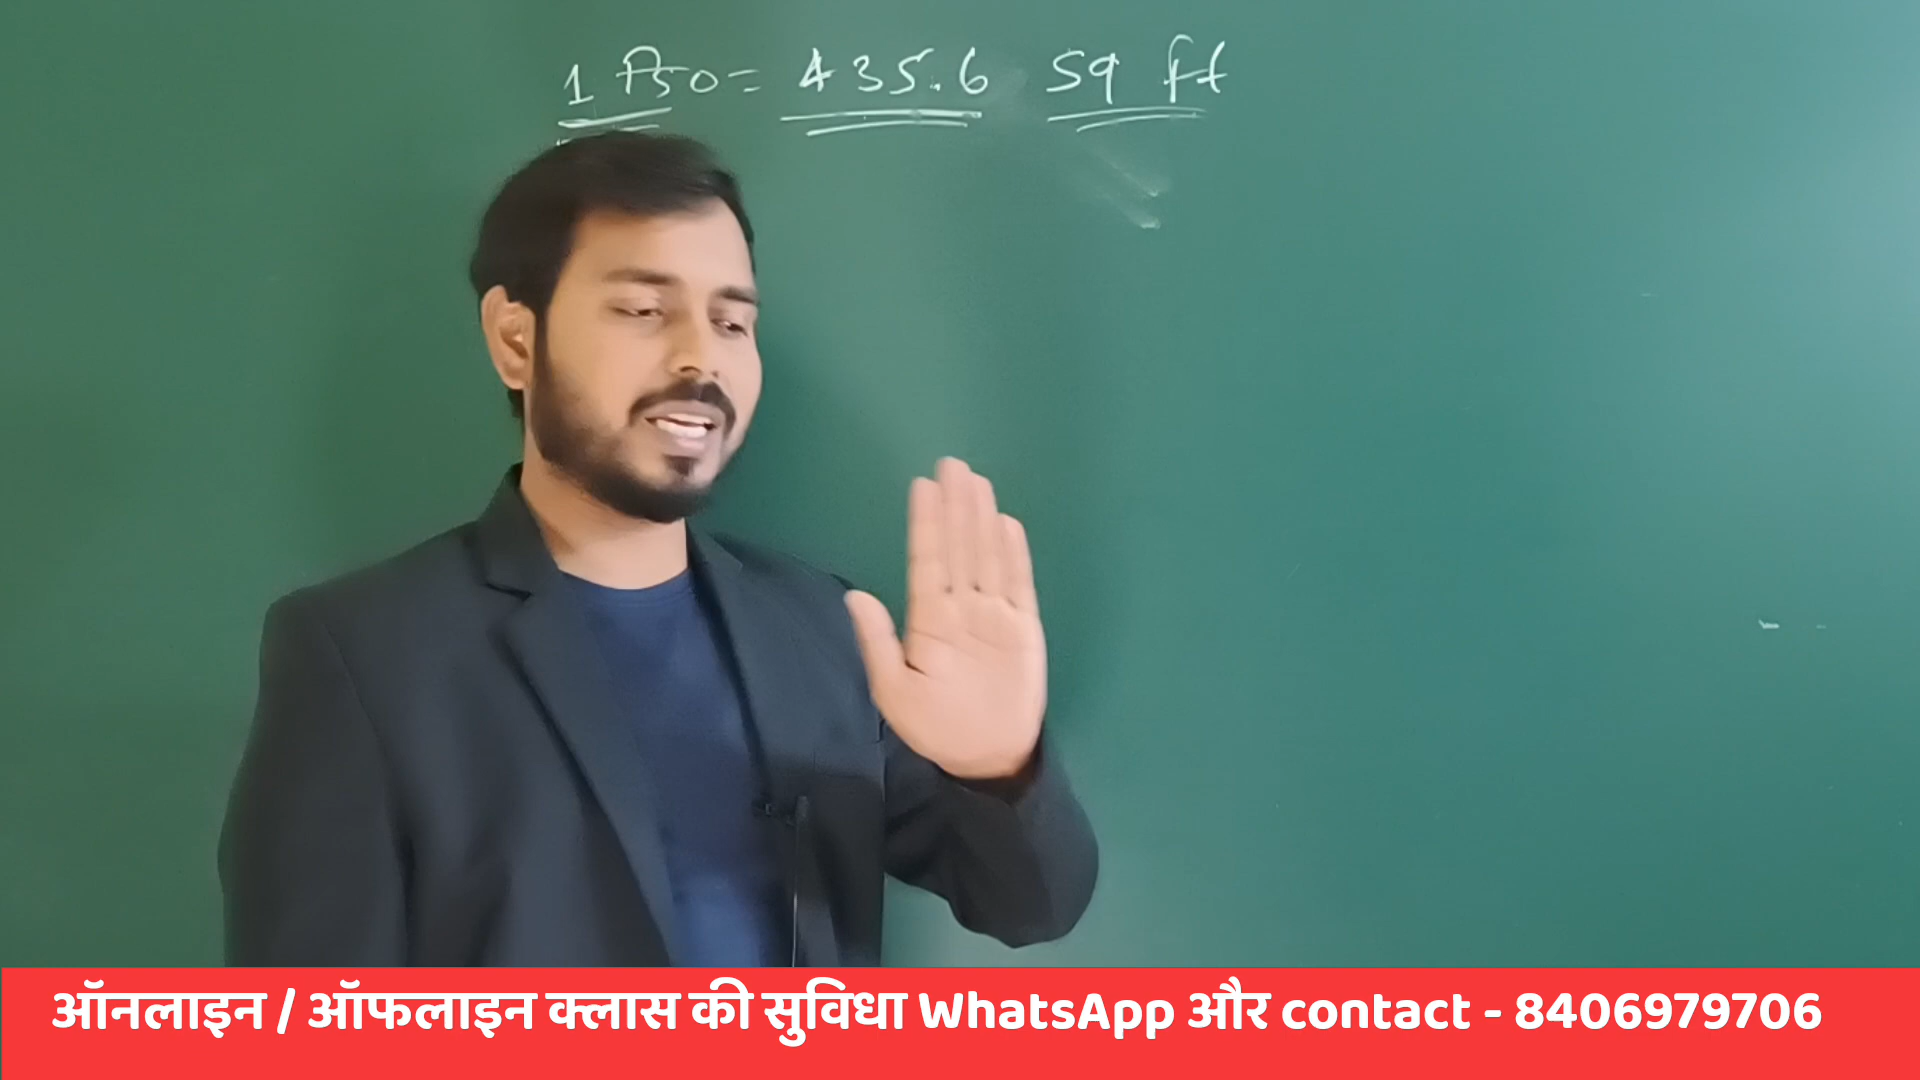 1 डि० = 435.6 sq ft
ऑनलाइन / ऑफलाइन क्लास की सुविधा WhatsApp और contact - 8406979706